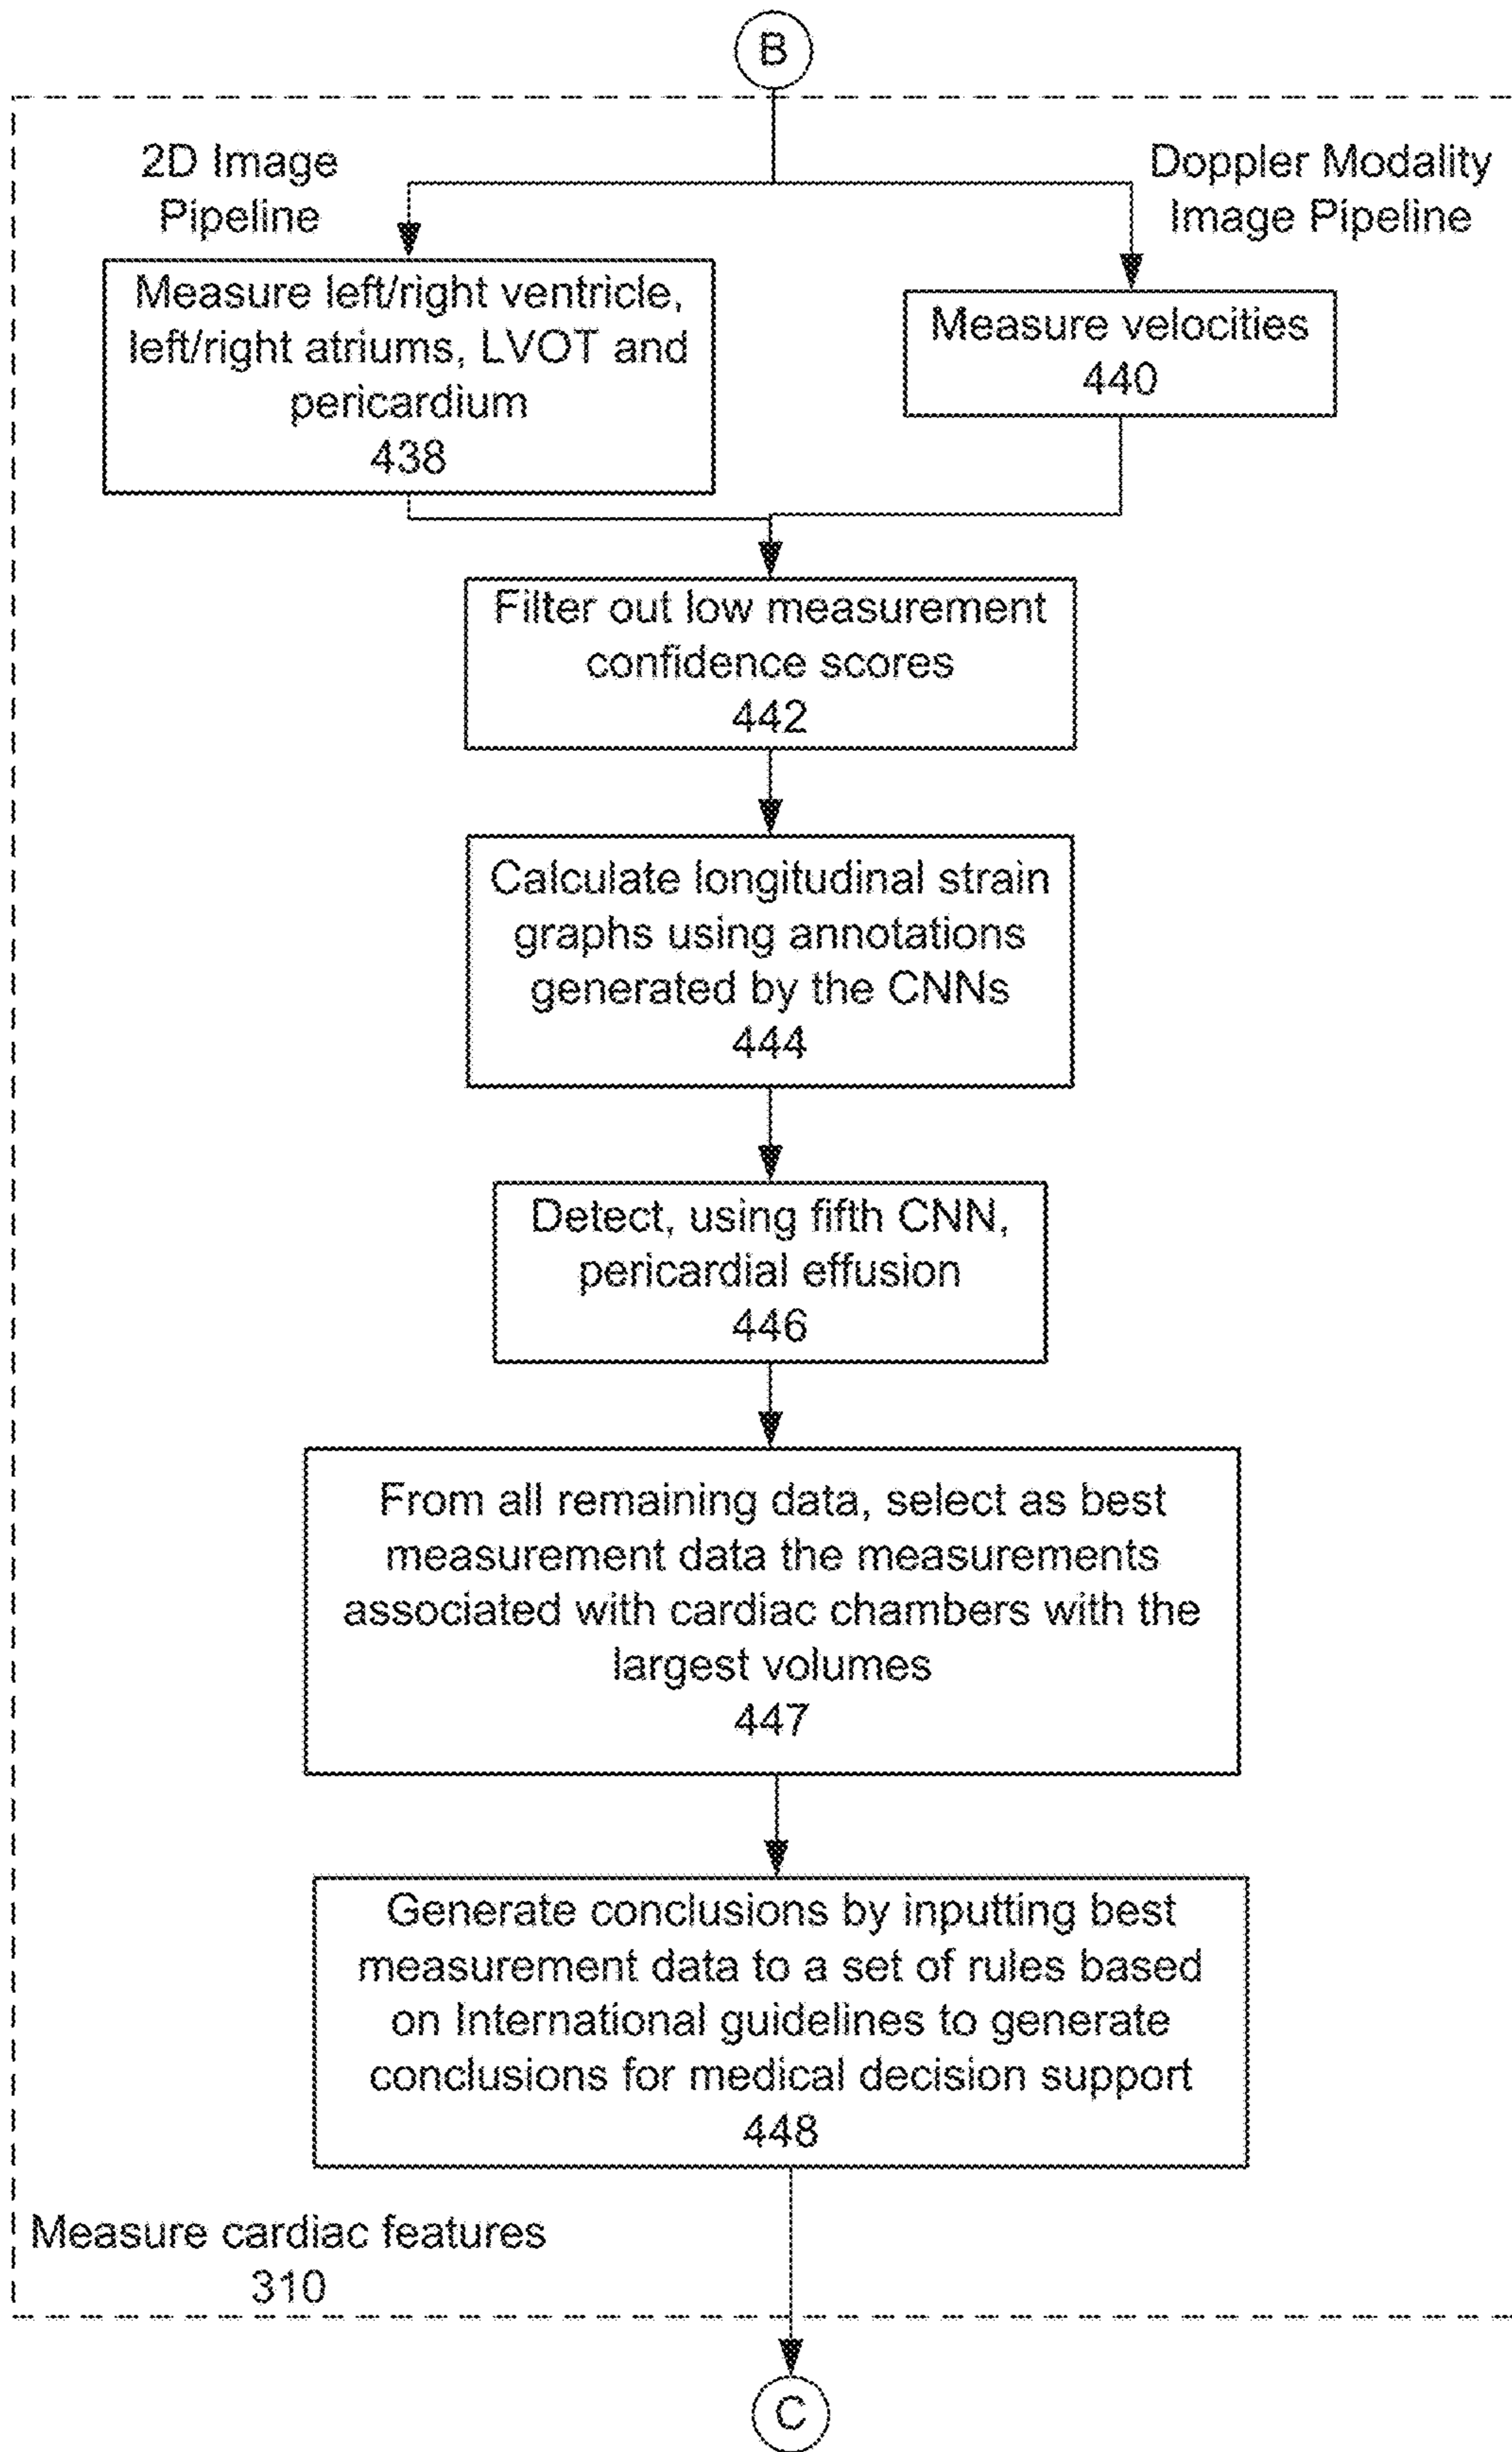 B
2D Image
Pipeline
Doppler Modality
Image Pipeline
Measure left/right ventricle,
left/right atriums, LVOT and
pericardium
438
Measure velocities
440
Filter out low measurement
confidence scores
442
Calculate longitudinal strain
graphs using annotations
generated by the CNNs
444
Detect, using fifth CNN,
pericardial effusion
446
From all remaining data, select as best
measurement data the measurements
associated with cardiac chambers with the
largest volumes
447
Generate conclusions by inputting best
measurement data to a set of rules based
on International guidelines to generate
conclusions for medical decision support
448
Measure cardiac features
310
C